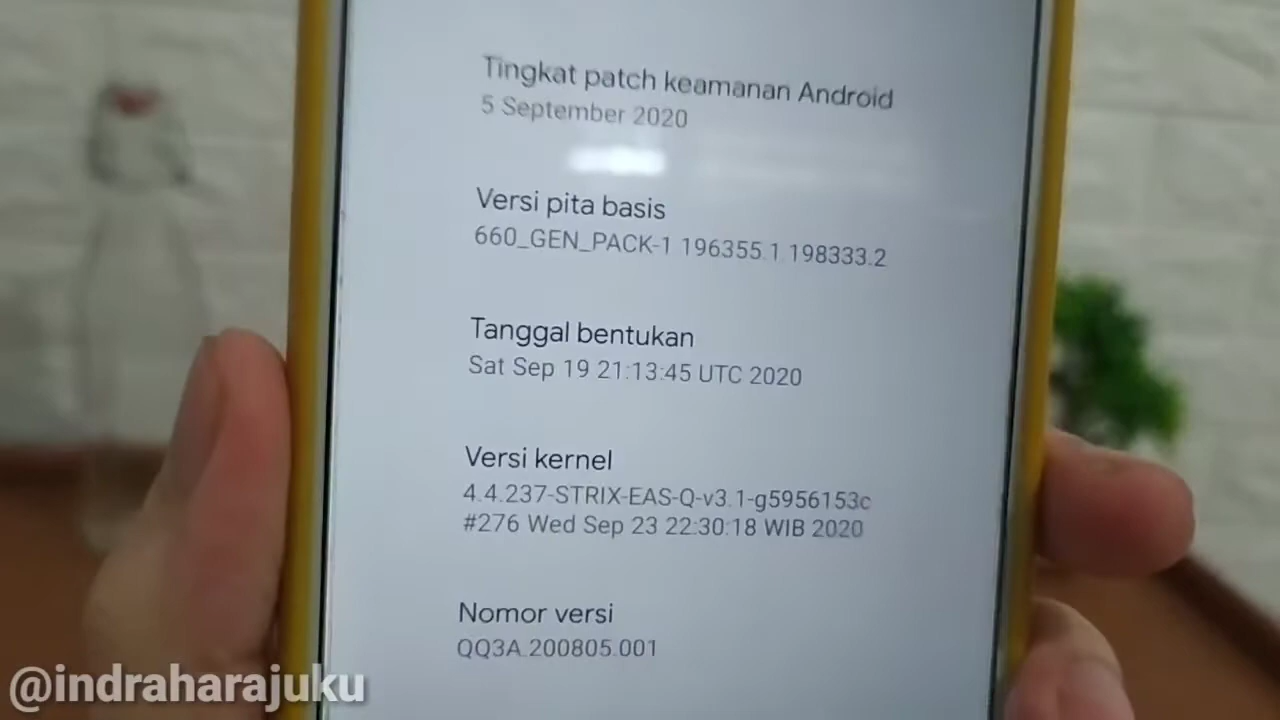 Tingkat patch keamanan Android
5 September 2020
Versi pita basis
660_GEN_PACK-1.196355.1.198333.2
Tanggal bentukan
Sat Sep 19 21:13:45 UTC 2020
Versi kernel
4.4.237-STRIX-EAS-Q-v3.1-g5956153c
#276 Wed Sep 23 22:30:18 WIB 2020
Nomor versi
QQ3A.200805.001
@indraharajuku